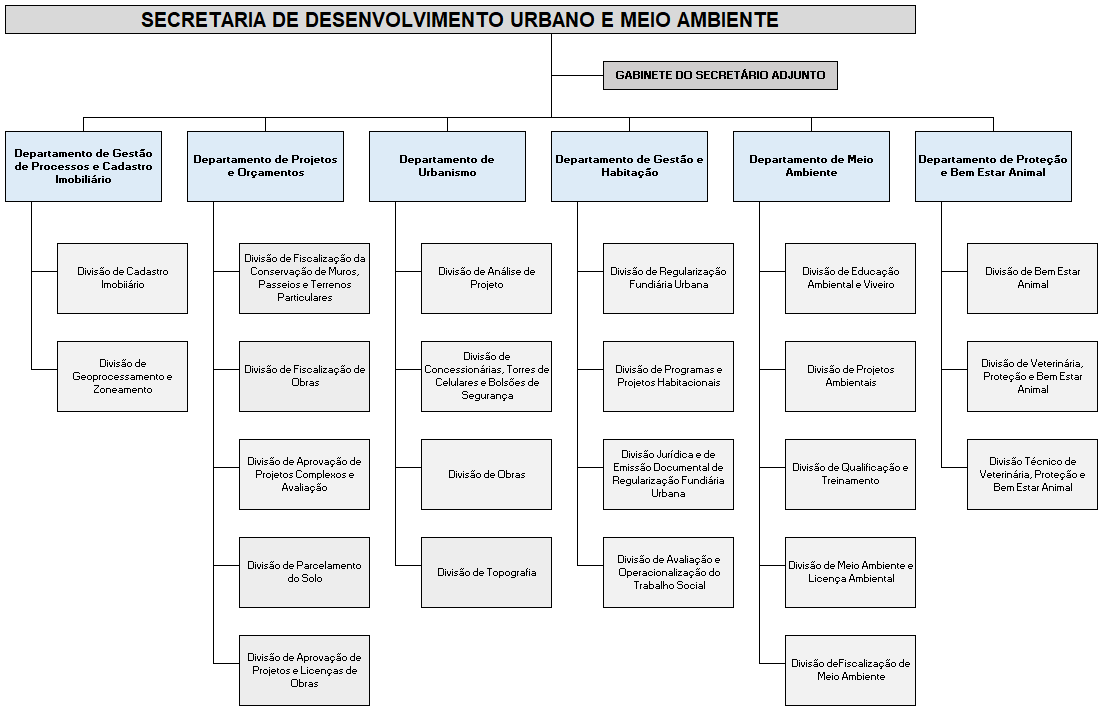 SECRETARIA DE DESENVOLVIMENTO URBANO E MEIO AMBIENTE
GABINETE DO SECRETÁRIO ADJUNTO
Departamento de Gestão
de Processos e Cadastro
Imobiliário
Departamento de Projetos
e Orçamentos
Departamento de
Urbanismo
Departamento de Gestão e
Habitação
Departamento de Meio
Ambiente
Departamento de Proteção
e Bem Estar Animal
Divisão de Cadastro
Imobiiário
Divisão de
Geoprocessamento e
Zoneamento
Divisão de Fiscalização da
Conservação de Muros,
Passeios e Terrenos
Particulares
Divisão de Fiscalização de
Obras
Divisão de Aprovação de
Projetos Complexos e
Avaliação
Divisão de Parcelamento
do Solo
Divisão de Aprovação de
Projetos e Licenças de
Obras
Divisão de Análise de
Projeto
Divisão de
Concessionárias, Torres de
Celulares e Bolsões de
Segurança
Divisão de Obras
Divisão de Topografia
Divisão de Regularização
Fundiária Urbana
Divisão de Programas e
Projetos Habitacionais
Divisão Jurídica e de
Emissão Documental de
Regularização Fundiária
Urbana
Divisão de Avaliação e
Operacionalização do
Trabalho Social
Divisão de Educação
Ambiental e Viveiro
Divisão de Projetos
Ambientais
Divisão de Qualificação e
Treinamento
Divisão de Meio Ambiente e
Licença Ambiental
Divisão deFiscalização de
Meio Ambiente
Divisão de Bem Estar
Animal
Divisão de Veterinária,
Proteção e Bem Estar
Animal
Divisão Técnico de
Veterinária, Proteção e
Bem Estar Animal